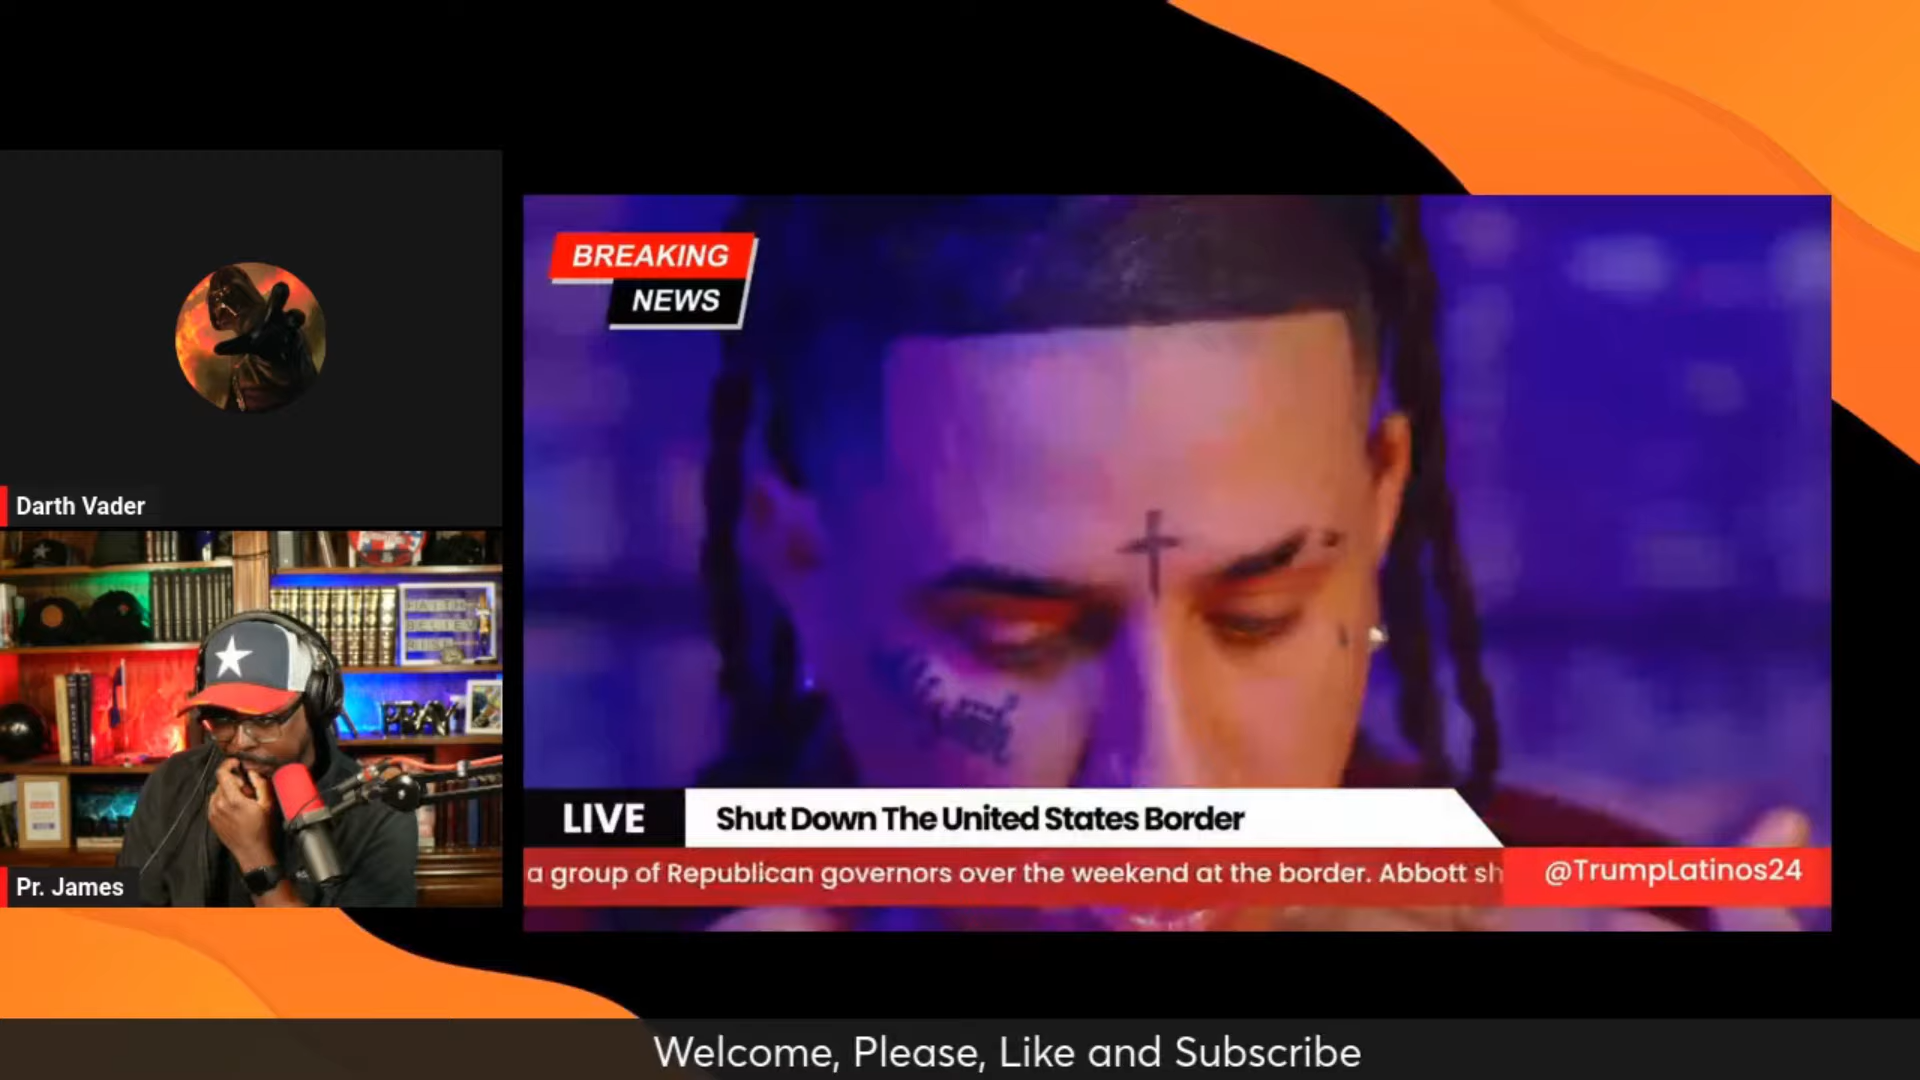 BREAKING
NEWS
Darth Vader
PRAY
LIVE
Shut Down The United States Border
a group of Republican governors over the weekend at the border. Abbott sh
@TrumpLatinos24
Pr. James
Welcome, Please, Like and Subscribe